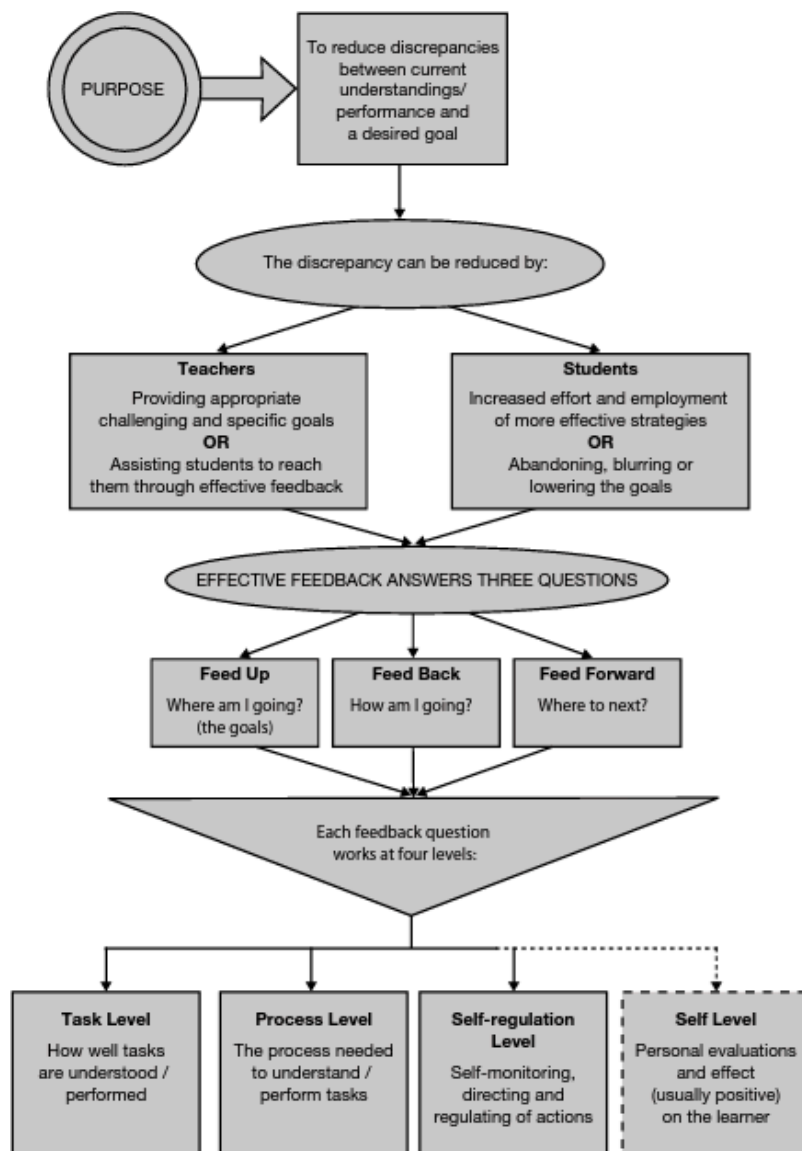 PURPOSE
To reduce discrepancies
between current
understandings/
performance and
a desired goal
The discrepancy can be reduced by:
Teachers
Providing appropriate
challenging and specific goals
OR
Assisting students to reach
them through effective feedback
Students
Increased effort and employment
of more effective strategies
OR
Abandoning, blurring or
lowering the goals
EFFECTIVE FEEDBACK ANSWERS THREE QUESTIONS
Feed Up
Where am I going?
(the goals)
Feed Back
How am I going?
Feed Forward
Where to next?
Each feedback question
works at four levels:
Task Level
How well tasks
are understood /
performed
Process Level
The process needed
to understand /
perform tasks
Self-regulation
Level
Self-monitoring,
directing and
regulating of actions
Self Level
Personal evaluations
and effect
(usually positive)
on the learner